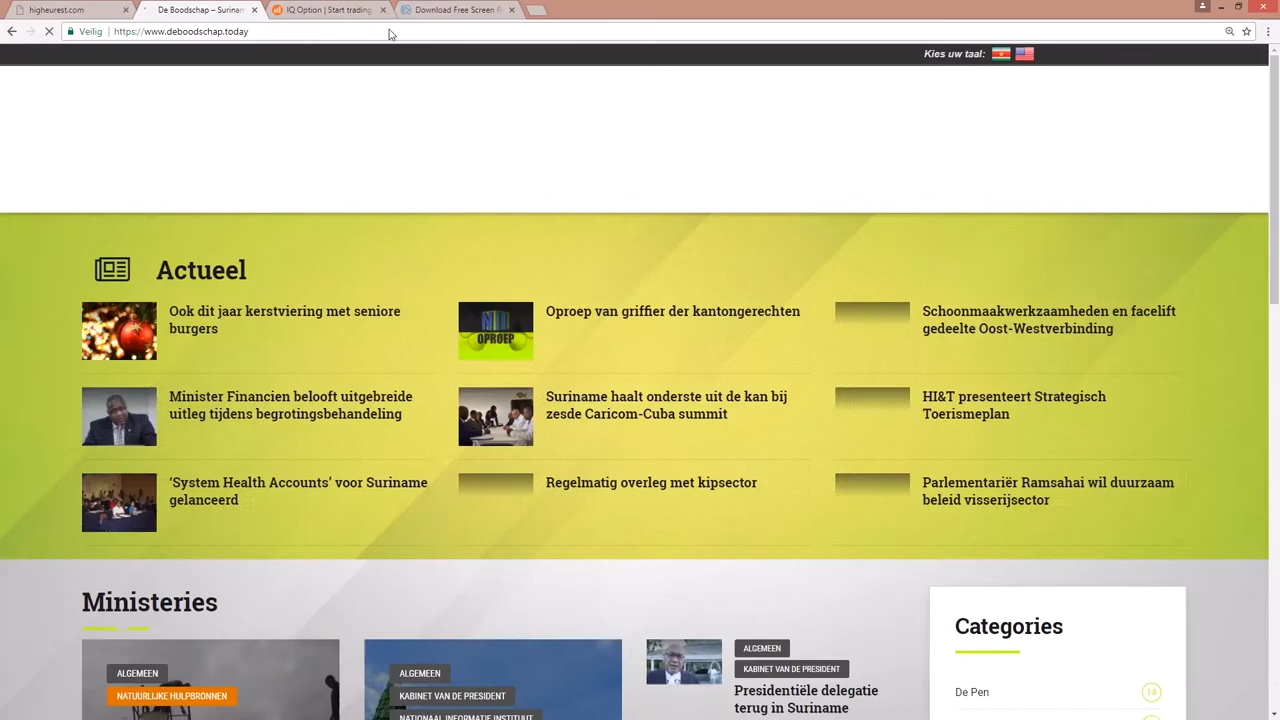 higheurest.com
De Boodschap – Surinam
IQ Option | Start trading
Download Free Screen R
Veilig
https://www.deboodschap.today
Kies uw taal:
Actueel
Ook dit jaar kerstviering met seniore
burgers
Oproep van griffier der kantongerechten
OPROEP
Schoonmaakwerkzaamheden en facelift
gedeelte Oost-Westverbinding
Minister Financien belooft uitgebreide
uitleg tijdens begrotingsbehandeling
Suriname haalt onderste uit de kan bij
zesde Caricom-Cuba summit
HI&T presenteert Strategisch
Toerismeplan
‘System Health Accounts’ voor Suriname
gelanceerd
Regelmatig overleg met kipsector
Parlementariër Ramsahai wil duurzaam
beleid visserijsector
Ministeries
ALGEMEEN
NATUURLIJKE HULPBRONNEN
ALGEMEEN
KABINET VAN DE PRESIDENT
NATIONAAL INFORMATIE INSTITUUT
ALGEMEEN
KABINET VAN DE PRESIDENT
Presidentiële delegatie
terug in Suriname
Categories
De Pen
14